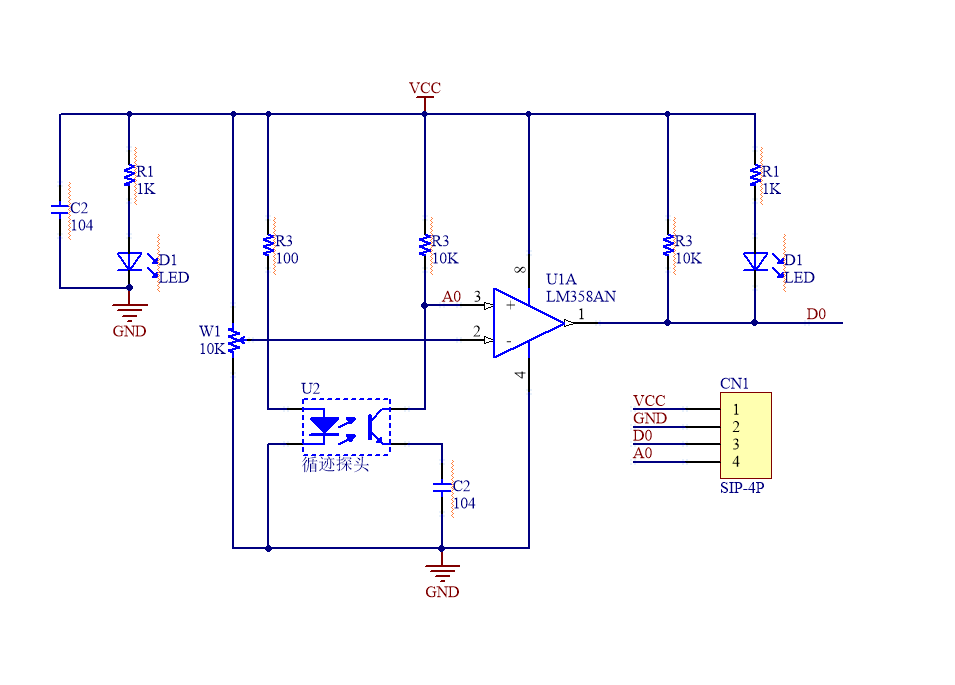 VCC
R1
1K
R1
1K
C2
104
R3
100
R3
10K
R3
10K
D1
LED
D1
LED
8
U1A
LM358AN
A0
3
+
1
D0
GND
W1
10K
2
-
4
U2
循迹探头
CN1
VCC
1
GND
2
D0
3
A0
4
SIP-4P
C2
104
GND